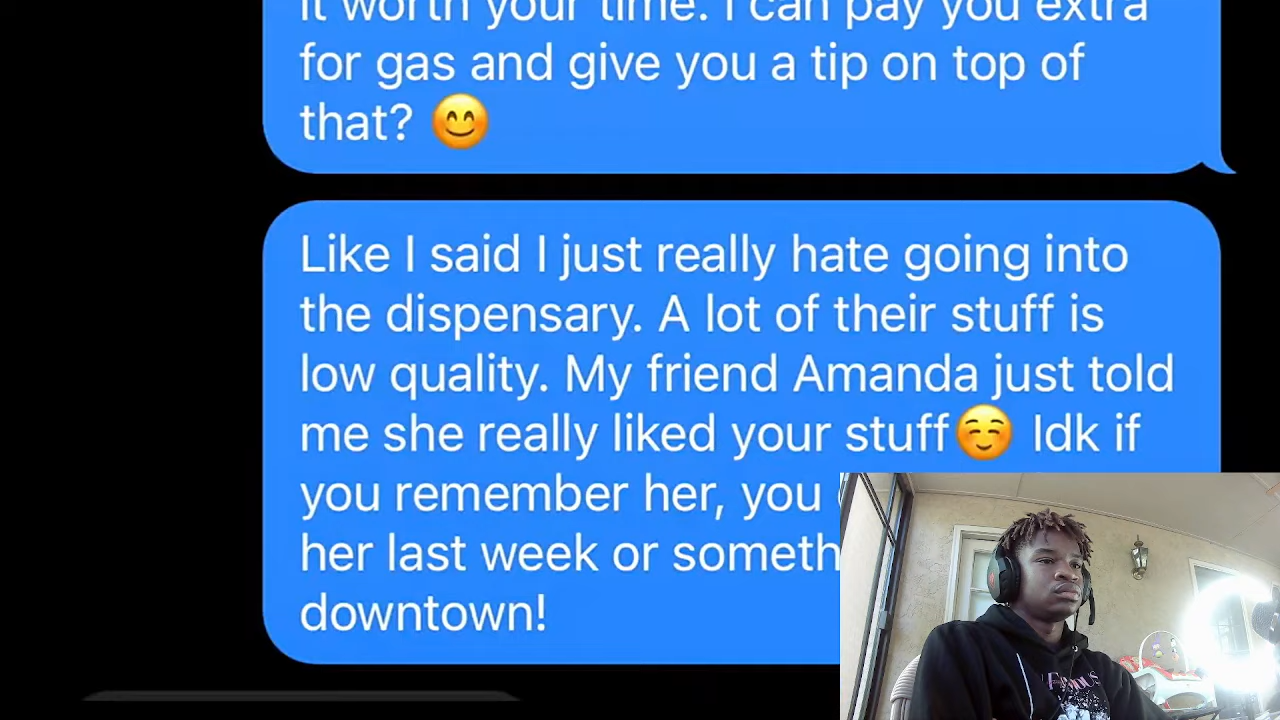 it worth your time. I can pay you extra
for gas and give you a tip on top of
that? 😊
Like I said I just really hate going into
the dispensary. A lot of their stuff is
low quality. My friend Amanda just told
me she really liked your stuff☺️ Idk if
you remember her, you
her last week or someth
downtown!